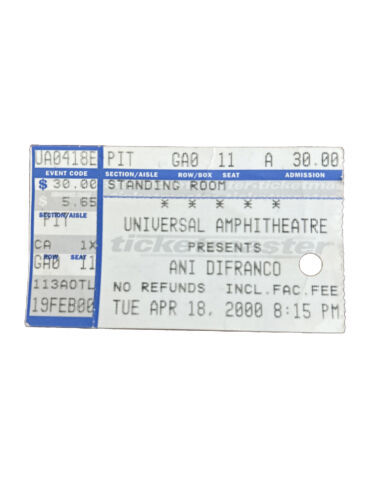 UA0418E PIT GA0 11 A 30.00
EVENT CODE SECTION/AISLE ROW/BOX SEAT ADMISSION
$ 30.00 STANDING ROOM
$ 5.65 * * * * *
SECTION/AISLE
PIT UNIVERSAL AMPHITHEATRE
CA 1X PRESENTS
ticketmaster
ROW SEAT
GA0 11 ANI DIFRANCO
113AOTL NO REFUNDS INCL.FAC.FEE
19FEB00 TUE APR 18, 2000 8:15 PM